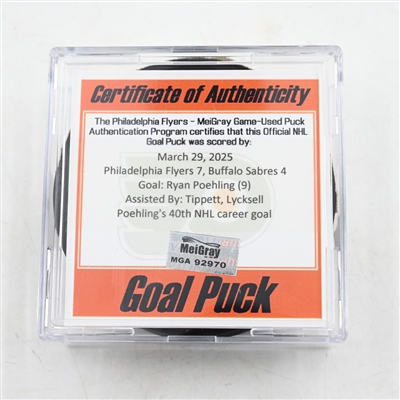 Certificate of Authenticity
The Philadelphia Flyers - MeiGray Game-Used Puck
Authentication Program certifies that this Official NHL
Goal Puck was scored by:
March 29, 2025
Philadelphia Flyers 7, Buffalo Sabres 4
Goal: Ryan Poehling (9)
Assisted By: Tippett, Lycksell
Poehling's 40th NHL career goal
MeiGray
MGA 92970
Goal Puck